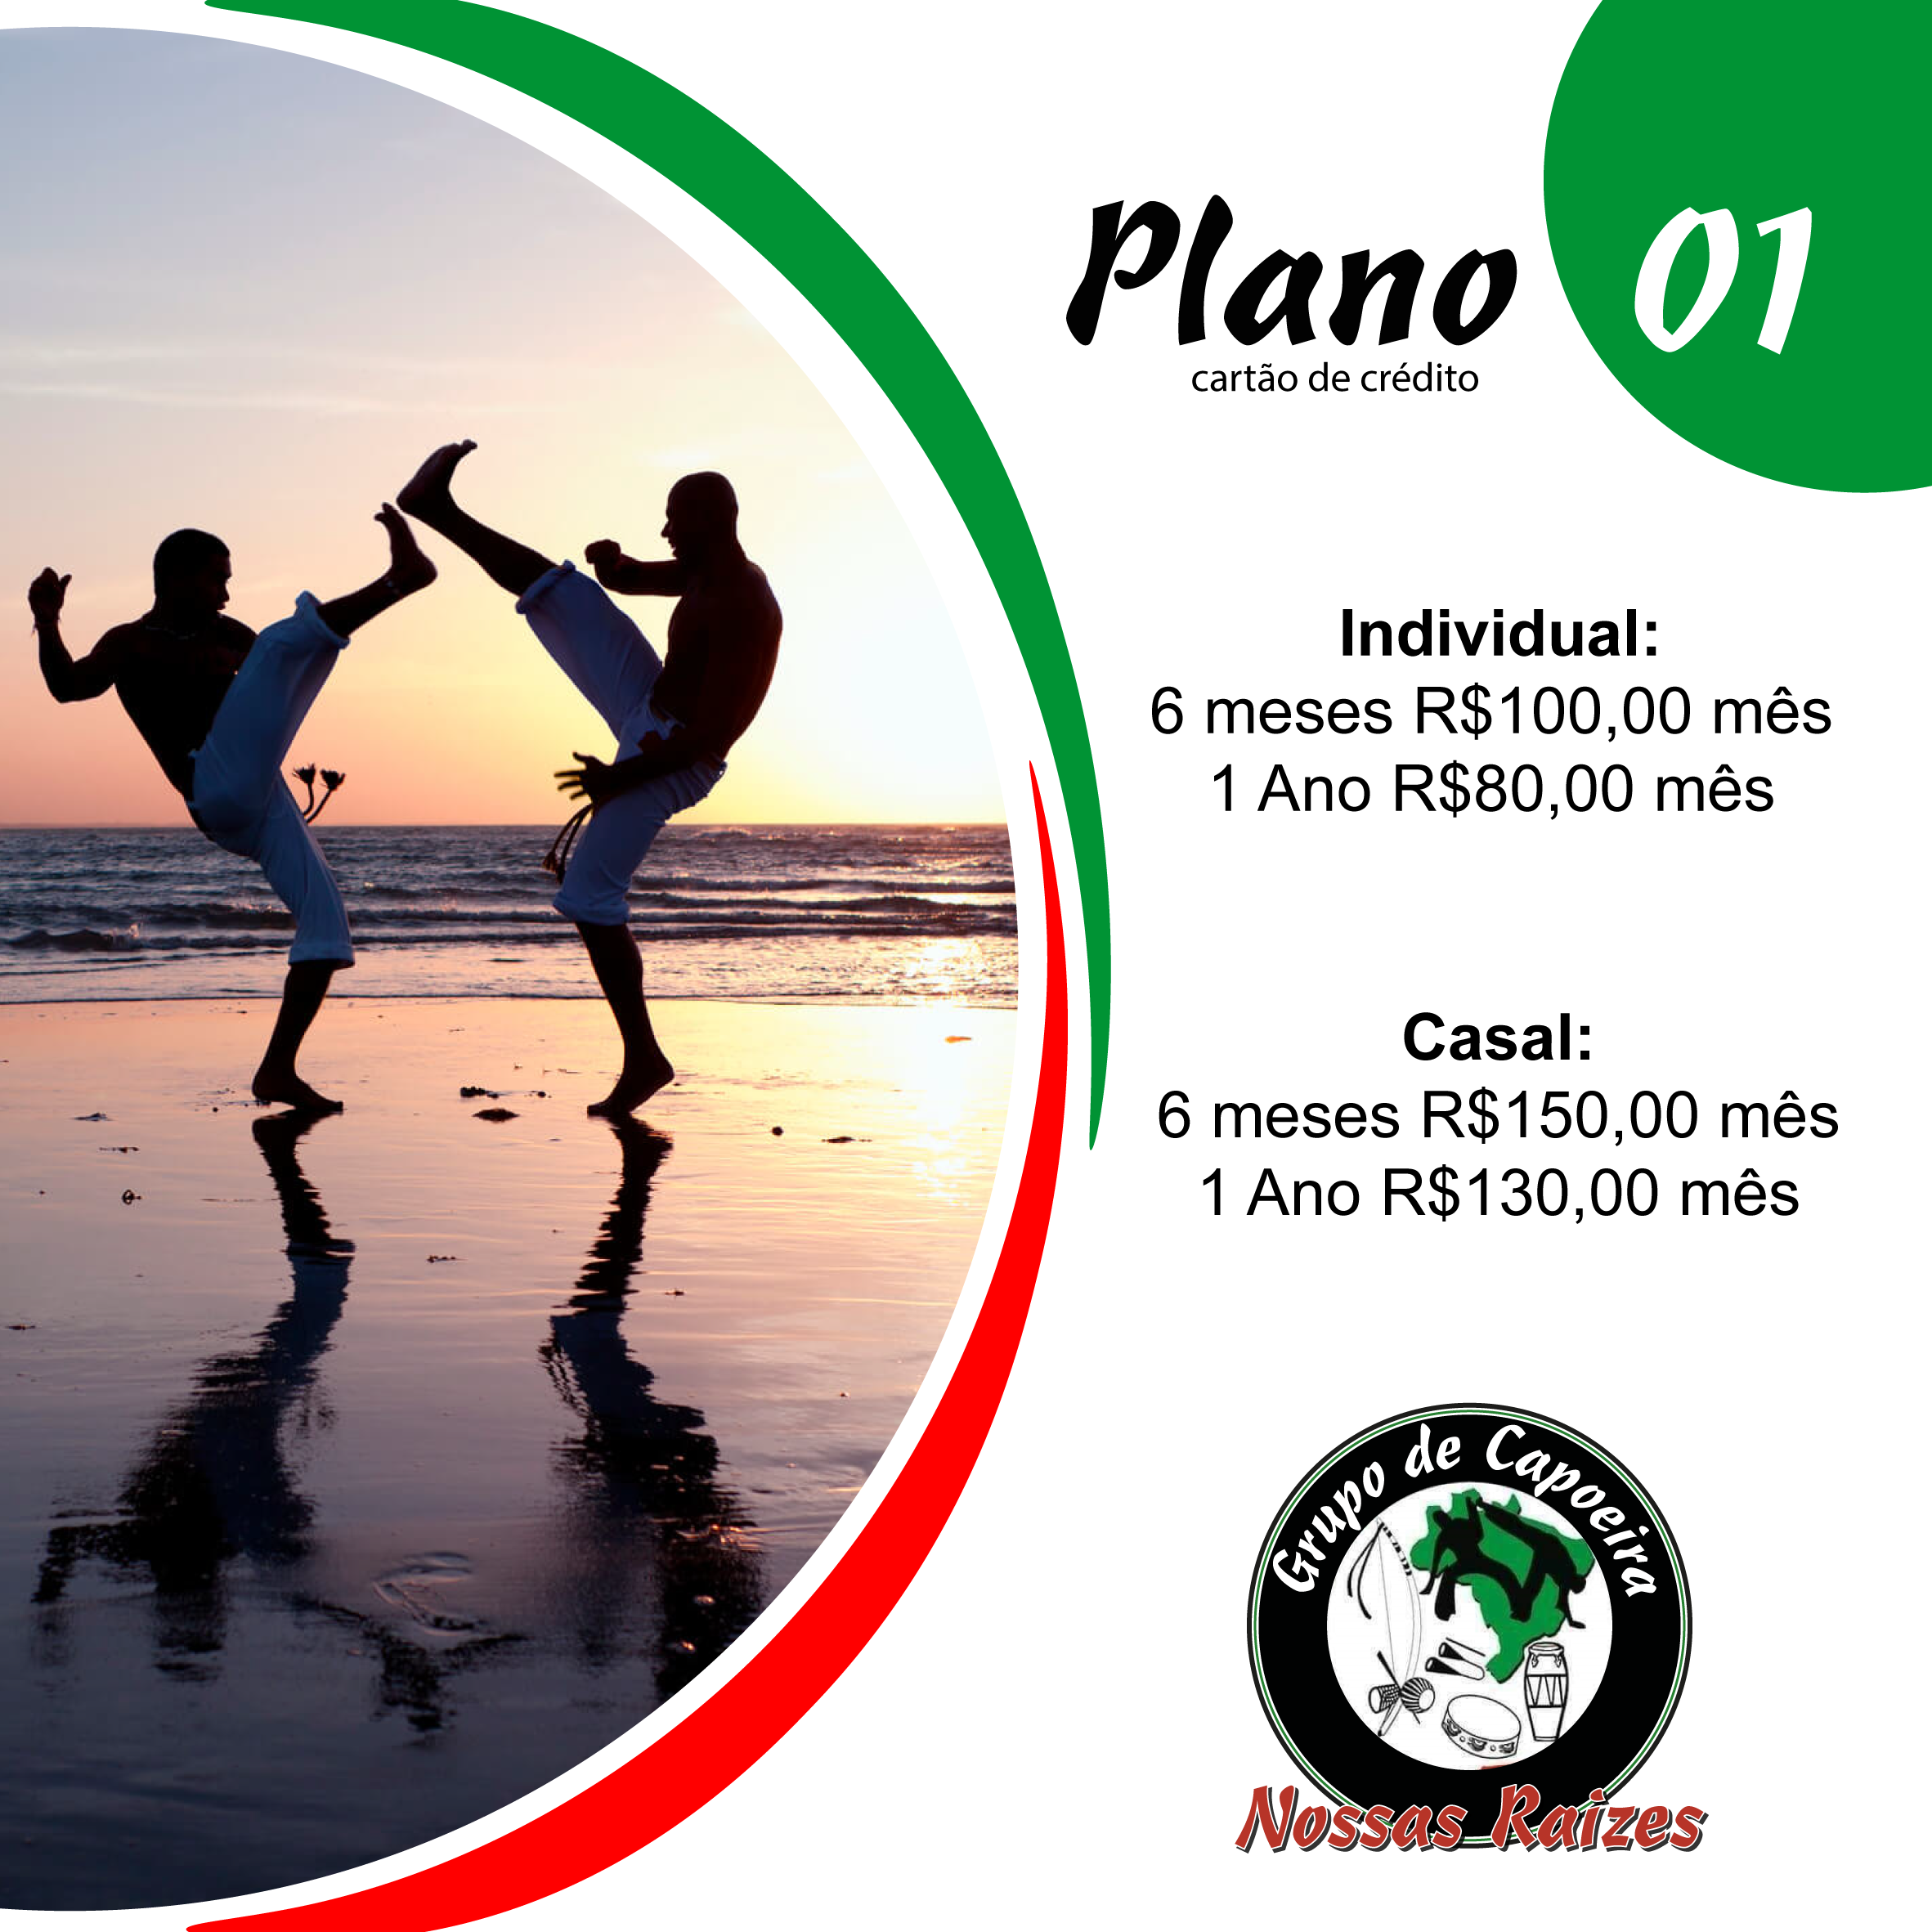 Plano 01
cartão de crédito
Individual:
6 meses R$100,00 mês
1 Ano R$80,00 mês
Casal:
6 meses R$150,00 mês
1 Ano R$130,00 mês
Grupo de Capoeira
Nossas Raízes